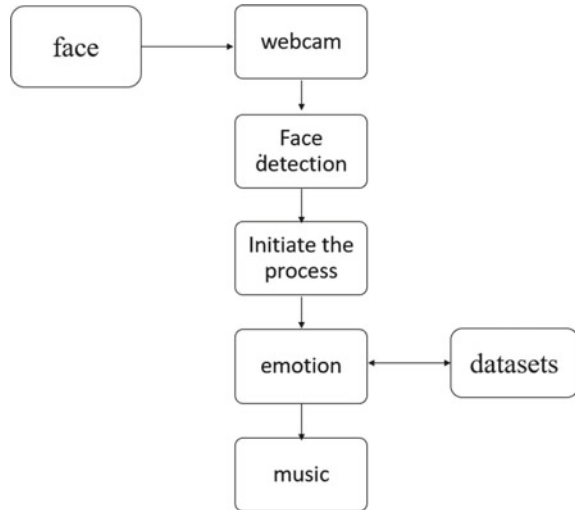 face
webcam
Face
detection
Initiate the
process
emotion
datasets
music